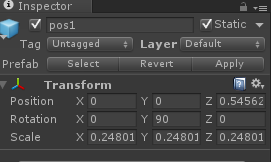 Inspector
pos1 Static
Tag Untagged Layer Default
Prefab Select Revert Apply
Transform
Position X 0 Y 0 Z 0.54562
Rotation X 0 Y 90 Z 0
Scale X 0.24801 Y 0.24801 Z 0.24801